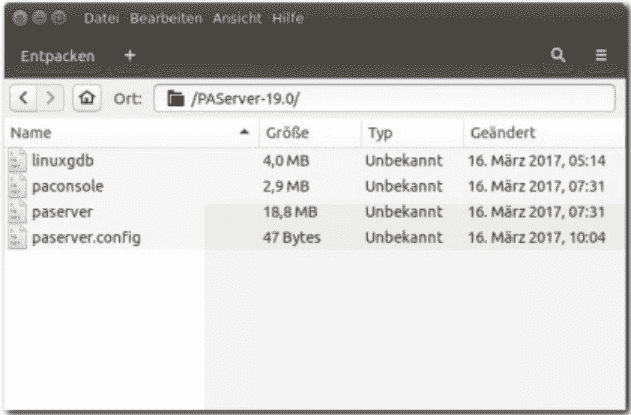 Datei Bearbeiten Ansicht Hilfe
Entpacken +
Ort: /PAServer-19.0/
Name Größe Typ Geändert
linuxgdb 4,0 MB Unbekannt 16. März 2017, 05:14
paconsole 2,9 MB Unbekannt 16. März 2017, 07:31
paserver 18,8 MB Unbekannt 16. März 2017, 07:31
paserver.config 47 Bytes Unbekannt 16. März 2017, 10:04